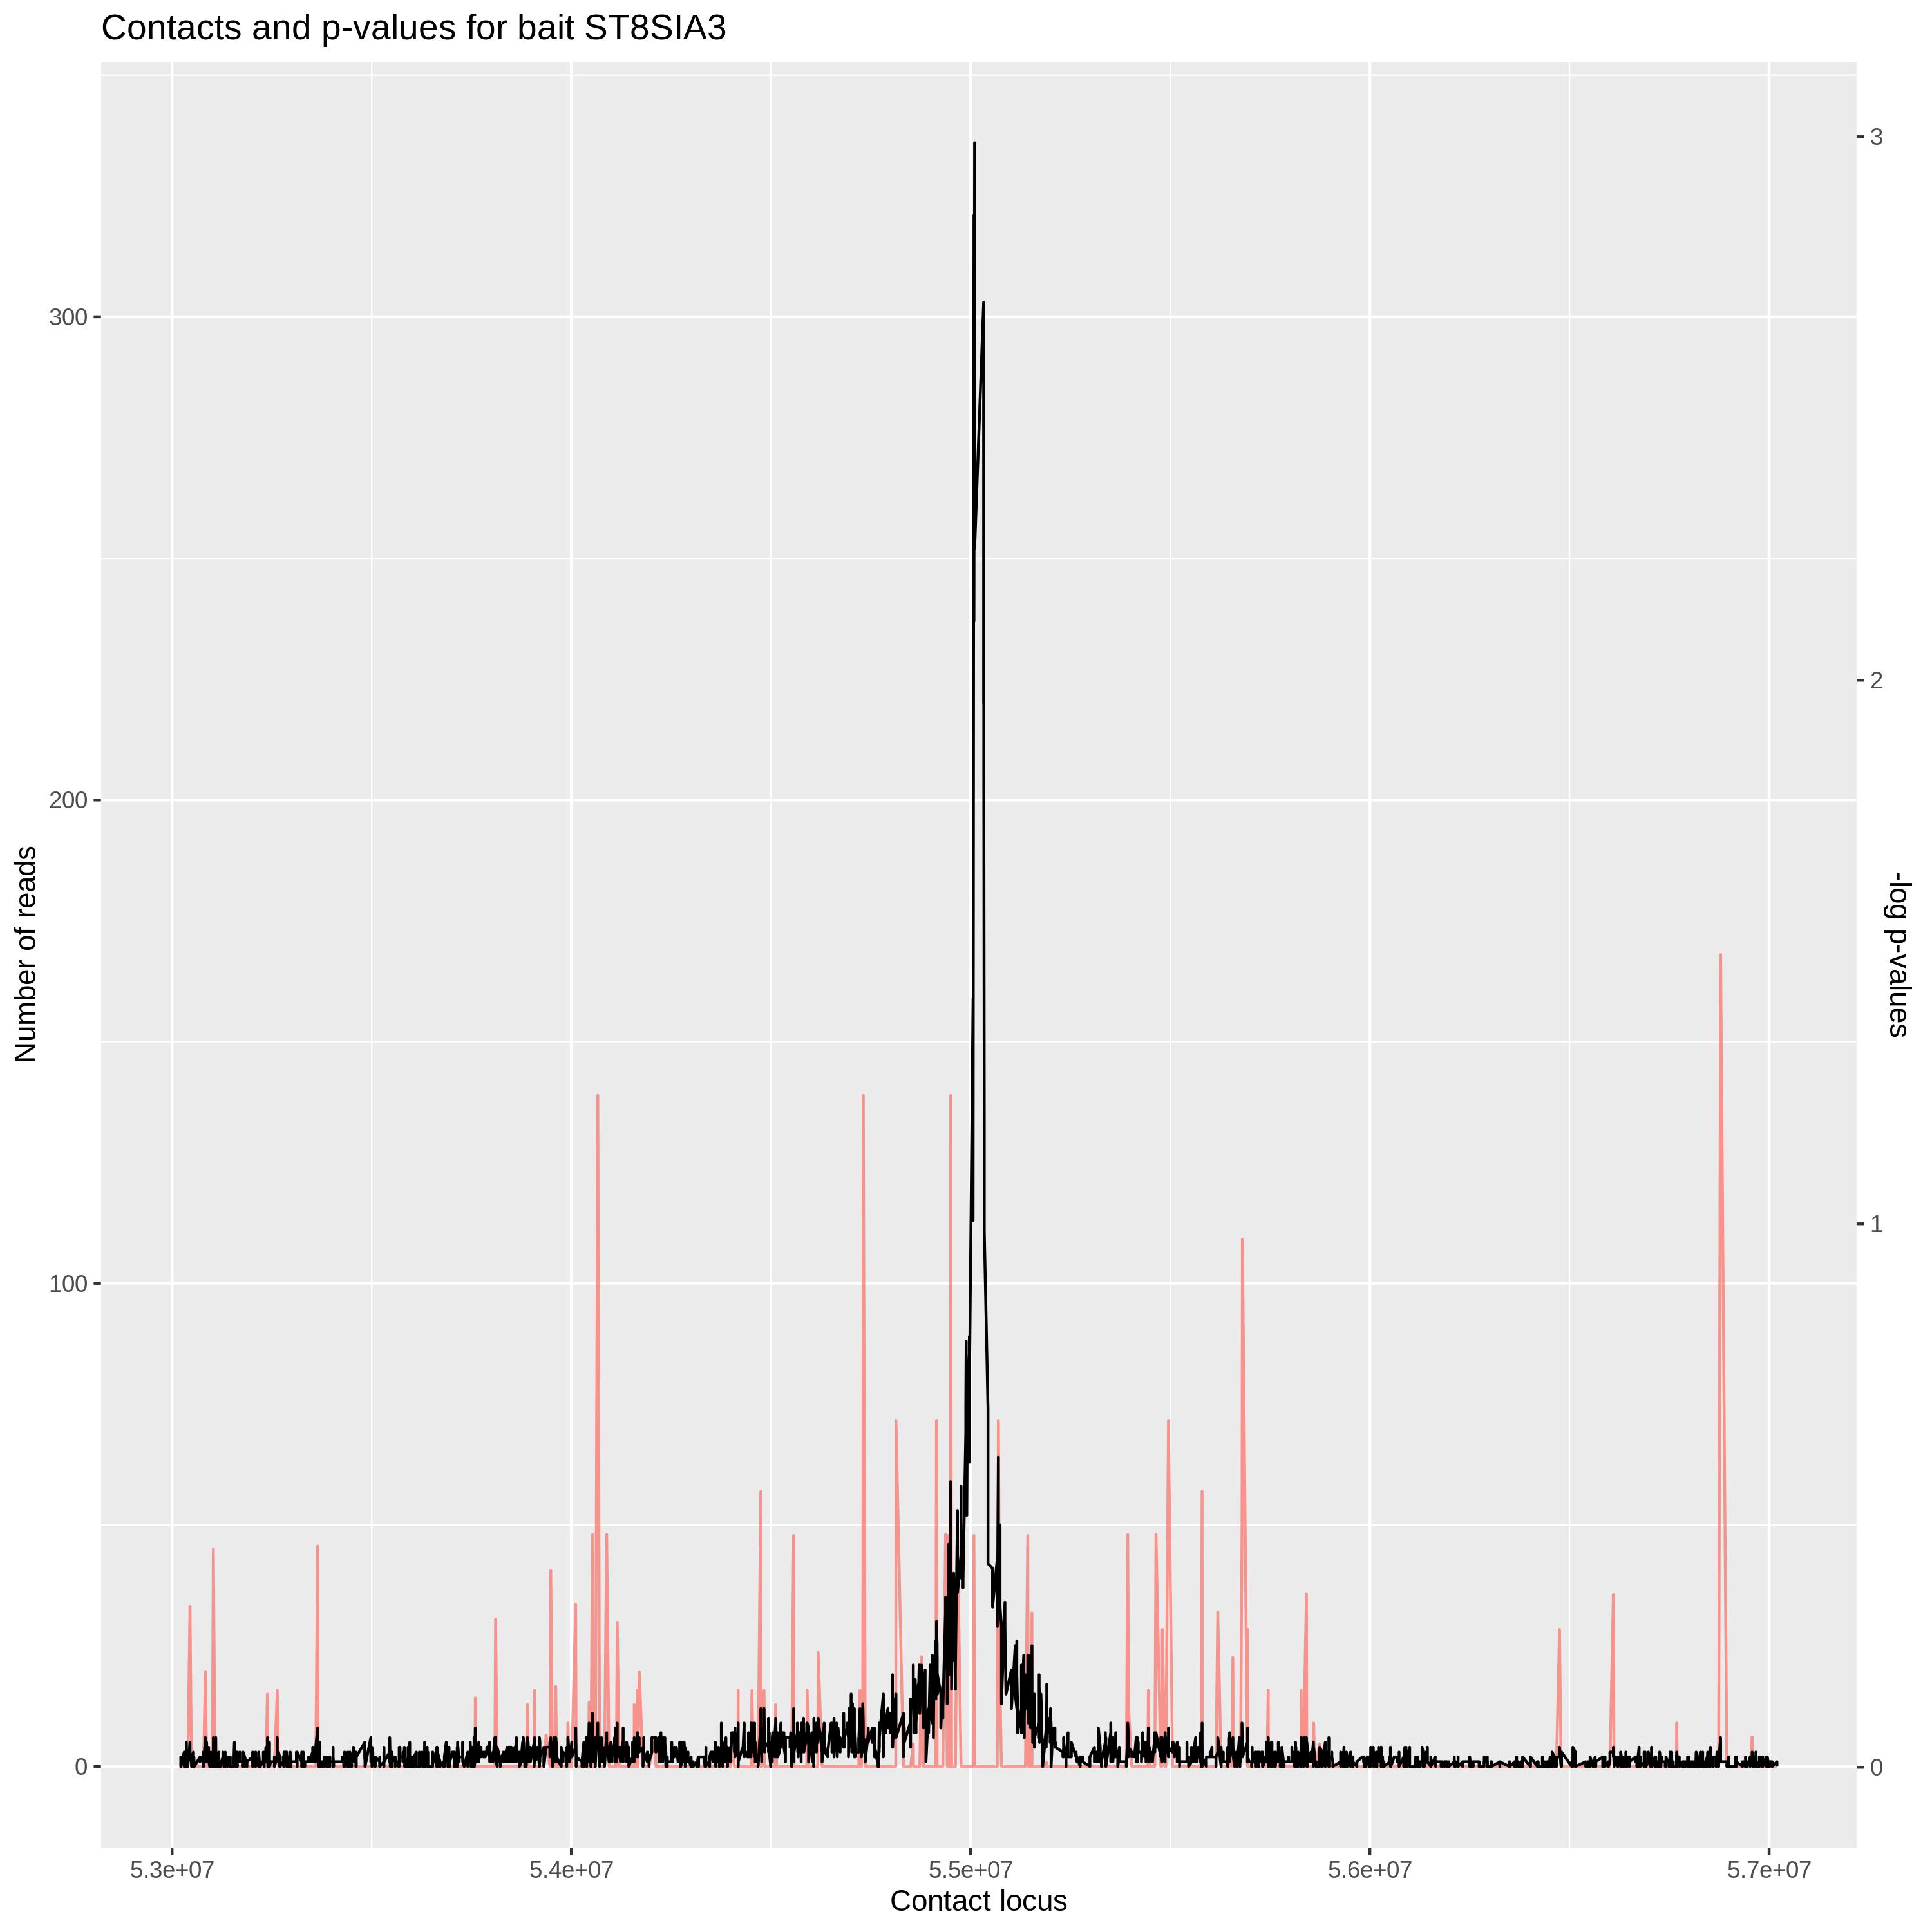 Contacts and p-values for bait ST8SIA3
3
300
2
200
Number of reads
-log p-values
1
100
0
0
5.3e+07
5.4e+07
5.5e+07
5.6e+07
5.7e+07
Contact locus